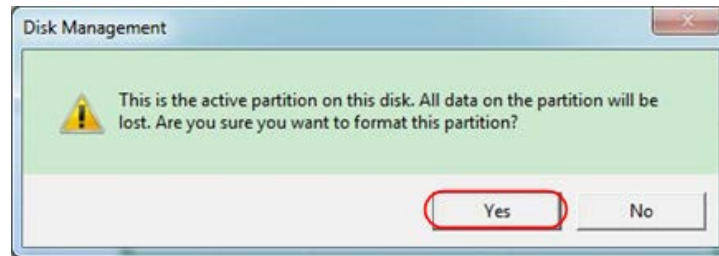 Disk Management
This is the active partition on this disk. All data on the partition will be
lost. Are you sure you want to format this partition?
Yes
No